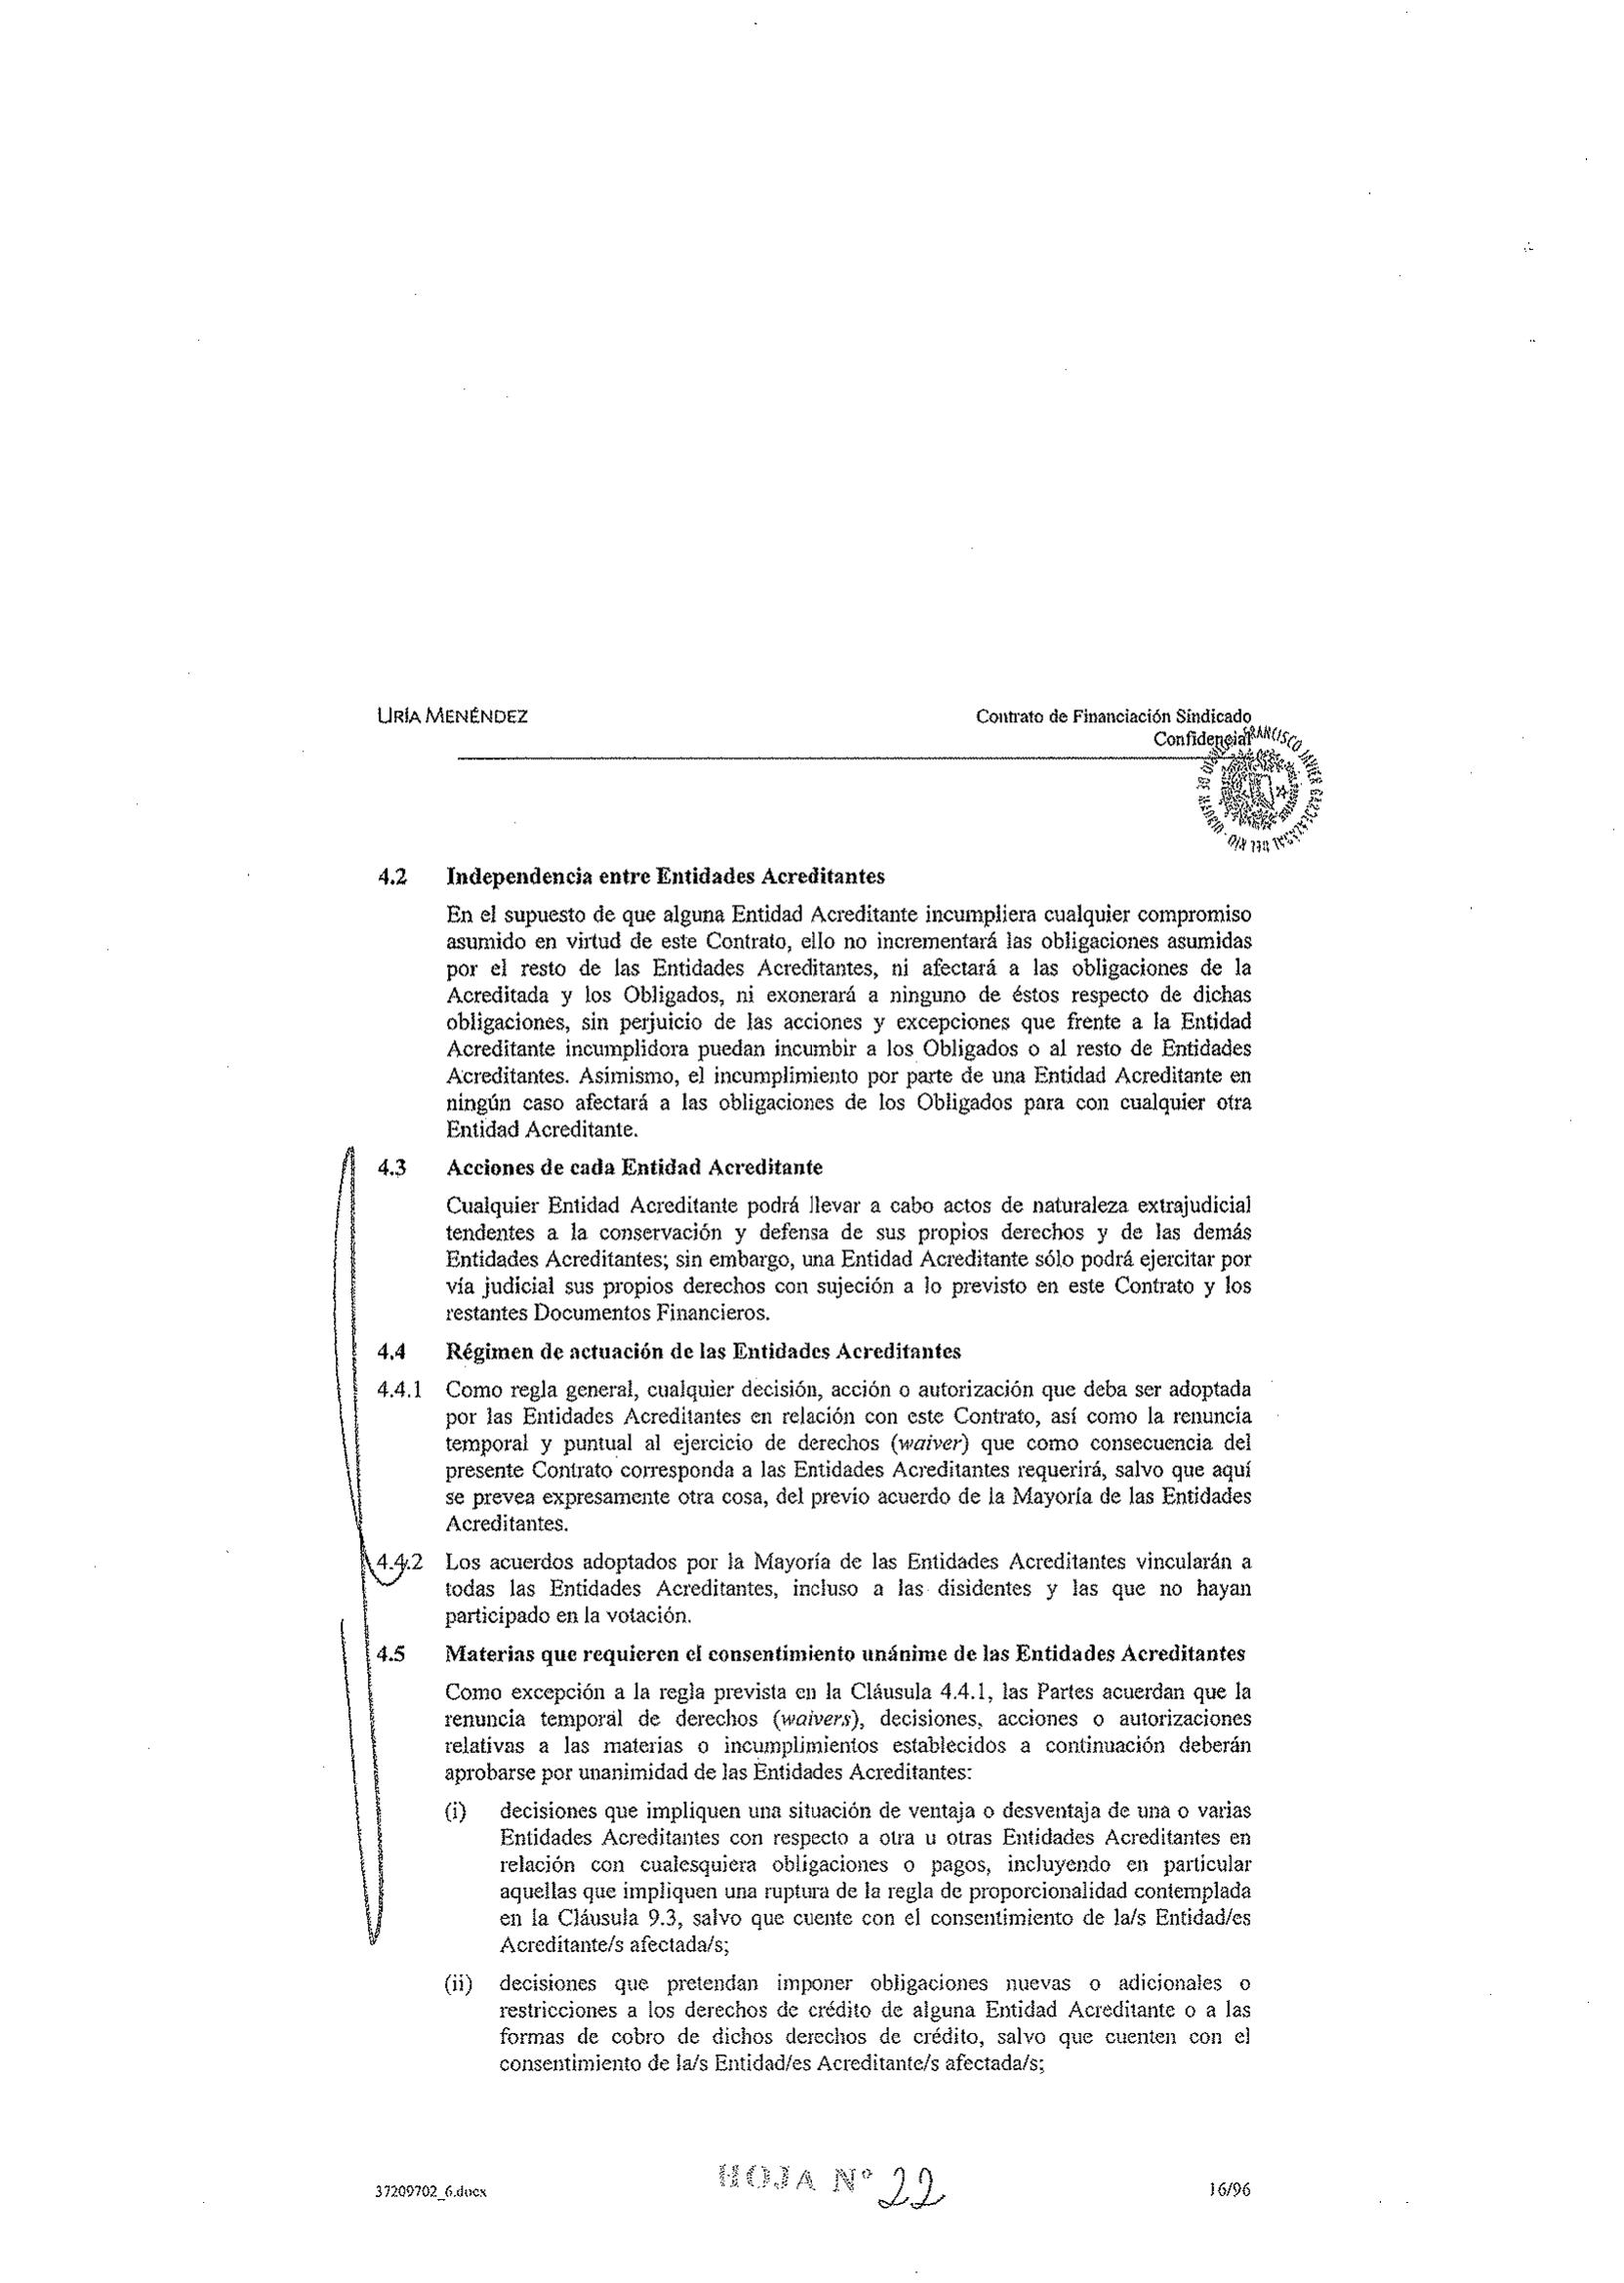 URÍA MENÉNDEZ
Contrato de Financiación Sindicado
Confidencial
4.2 Independencia entre Entidades Acreditantes
En el supuesto de que alguna Entidad Acreditante incumpliera cualquier compromiso
asumido en virtud de este Contrato, ello no incrementará las obligaciones asumidas
por el resto de las Entidades Acreditantes, ni afectará a las obligaciones de la
Acreditada y los Obligados, ni exonerará a ninguno de éstos respecto de dichas
obligaciones, sin perjuicio de las acciones y excepciones que frente a la Entidad
Acreditante incumplidora puedan incumbir a los Obligados o al resto de Entidades
Acreditantes. Asimismo, el incumplimiento por parte de una Entidad Acreditante en
ningún caso afectará a las obligaciones de los Obligados para con cualquier otra
Entidad Acreditante.
4.3 Acciones de cada Entidad Acreditante
Cualquier Entidad Acreditante podrá llevar a cabo actos de naturaleza extrajudicial
tendentes a la conservación y defensa de sus propios derechos y de las demás
Entidades Acreditantes; sin embargo, una Entidad Acreditante sólo podrá ejercitar por
vía judicial sus propios derechos con sujeción a lo previsto en este Contrato y los
restantes Documentos Financieros.
4.4 Régimen de actuación de las Entidades Acreditantes
4.4.1 Como regla general, cualquier decisión, acción o autorización que deba ser adoptada
por las Entidades Acreditantes en relación con este Contrato, así como la renuncia
temporal y puntual al ejercicio de derechos (waiver) que como consecuencia del
presente Contrato corresponda a las Entidades Acreditantes requerirá, salvo que aquí
se prevea expresamente otra cosa, del previo acuerdo de la Mayoría de las Entidades
Acreditantes.
4.4.2 Los acuerdos adoptados por la Mayoría de las Entidades Acreditantes vincularán a
todas las Entidades Acreditantes, incluso a las disidentes y las que no hayan
participado en la votación.
4.5 Materias que requieren el consentimiento unánime de las Entidades Acreditantes
Como excepción a la regla prevista en la Cláusula 4.4.1, las Partes acuerdan que la
renuncia temporal de derechos (waivers), decisiones, acciones o autorizaciones
relativas a las materias o incumplimientos establecidos a continuación deberán
aprobarse por unanimidad de las Entidades Acreditantes:
(i) decisiones que impliquen una situación de ventaja o desventaja de una o varias
Entidades Acreditantes con respecto a otra u otras Entidades Acreditantes en
relación con cualesquiera obligaciones o pagos, incluyendo en particular
aquellas que impliquen una ruptura de la regla de proporcionalidad contemplada
en la Cláusula 9.3, salvo que cuente con el consentimiento de la/s Entidad/es
Acreditante/s afectada/s;
(ii) decisiones que pretendan imponer obligaciones nuevas o adicionales o
restricciones a los derechos de crédito de alguna Entidad Acreditante o a las
formas de cobro de dichos derechos de crédito, salvo que cuenten con el
consentimiento de la/s Entidad/es Acreditante/s afectada/s;
HOJA Nº 22
37209702_6.docx
16/96